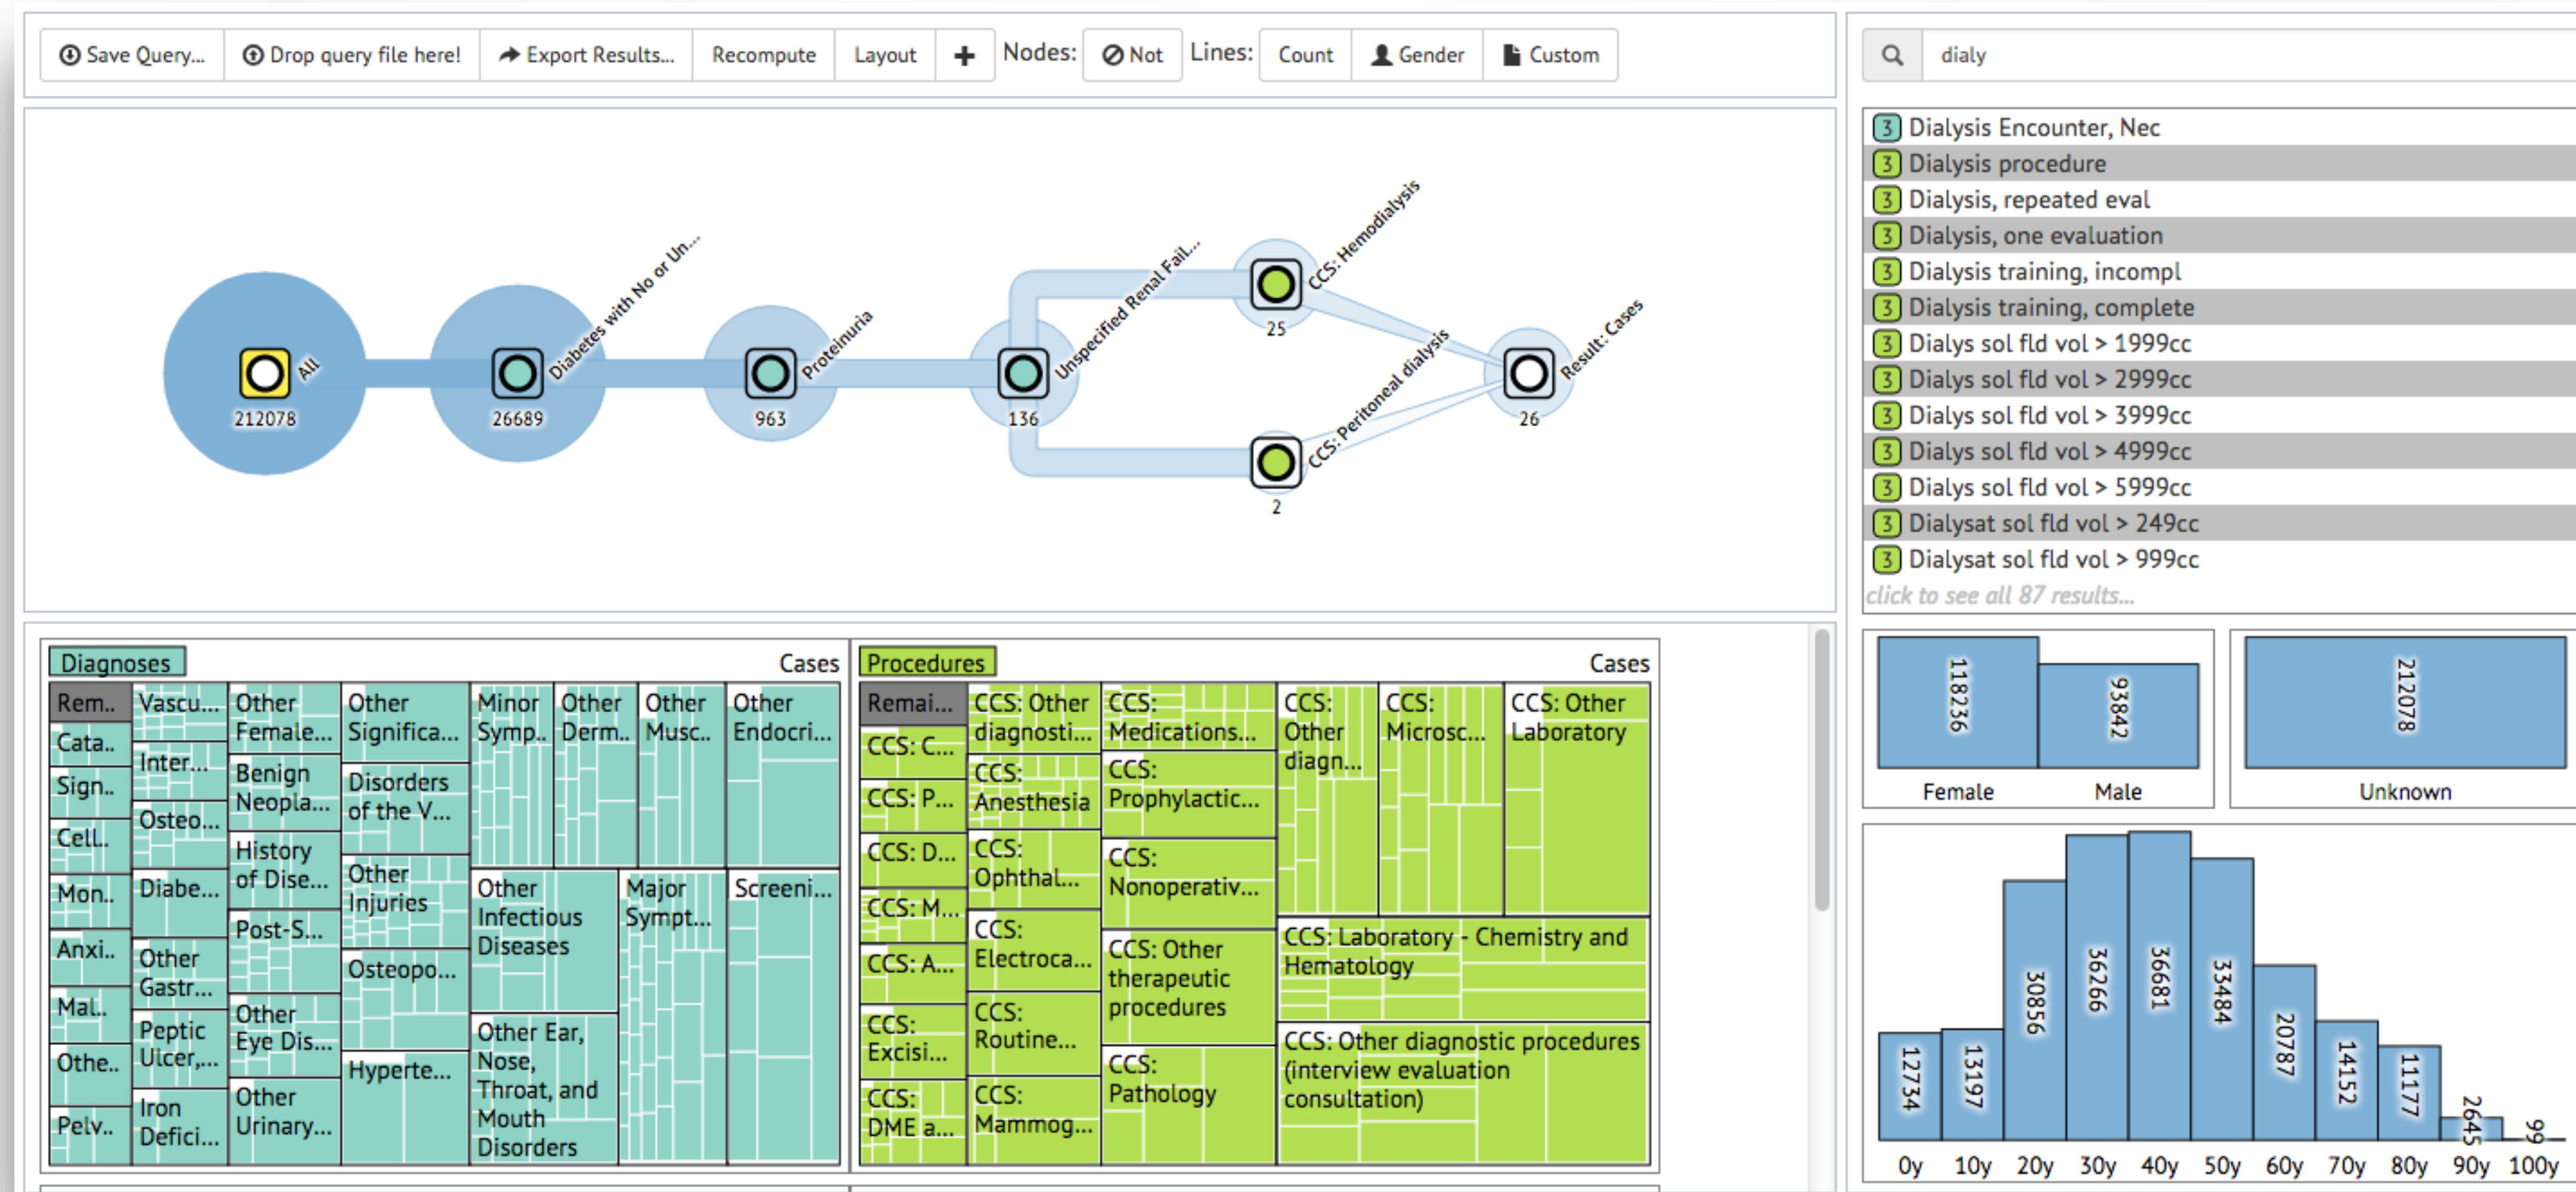 Save Query...
Drop query file here!
Export Results...
Recompute
Layout
+
Nodes:
Not
Lines:
Count
Gender
Custom
dialy
All
212078
Diabetes with No or Un...
26689
Proteinuria
963
Unspecified Renal Fail...
136
CCS: Hemodialysis
25
CCS: Peritoneal dialysis
2
Result: Cases
26
3 Dialysis Encounter, Nec
3 Dialysis procedure
3 Dialysis, repeated eval
3 Dialysis, one evaluation
3 Dialysis training, incompl
3 Dialysis training, complete
3 Dialys sol fld vol > 1999cc
3 Dialys sol fld vol > 2999cc
3 Dialys sol fld vol > 3999cc
3 Dialys sol fld vol > 4999cc
3 Dialys sol fld vol > 5999cc
3 Dialysat sol fld vol > 249cc
3 Dialysat sol fld vol > 999cc
click to see all 87 results...
Diagnoses
Cases
Rem..
Cata..
Sign..
Cell..
Mon..
Anxi..
Mal..
Othe..
Pelv..
Vascu...
Inter...
Osteo...
Diabe...
Other
Gastr...
Peptic
Ulcer,...
Iron
Defici...
Other
Female...
Benign
Neopla...
History
of Dise...
Post-S...
Other
Eye Dis...
Other
Urinary...
Other
Significa...
Disorders
of the V...
Other
Injuries
Osteopo...
Hyperte...
Minor
Symp..
Other
Derm..
Other
Musc..
Other
Endocri...
Other
Infectious
Diseases
Other Ear,
Nose,
Throat, and
Mouth
Disorders
Major
Sympt...
Screeni...
Procedures
Cases
Remai...
CCS: C...
CCS: P...
CCS: D...
CCS: M...
CCS: A...
CCS:
Excisi...
CCS:
DME a...
CCS: Other
diagnosti...
CCS:
Anesthesia
CCS:
Ophthal...
CCS:
Electroca...
CCS:
Routine...
CCS:
Mammog...
CCS:
Medications...
CCS:
Prophylactic...
CCS:
Nonoperativ...
CCS: Other
therapeutic
procedures
CCS:
Pathology
CCS:
Other
diagn...
CCS:
Microsc...
CCS: Other
Laboratory
CCS: Laboratory - Chemistry and
Hematology
CCS: Other diagnostic procedures
(interview evaluation
consultation)
118236
93842
Female
Male
212078
Unknown
12734
13197
30856
36266
36681
33484
20787
14152
11177
2645
99
0y 10y 20y 30y 40y 50y 60y 70y 80y 90y 100y